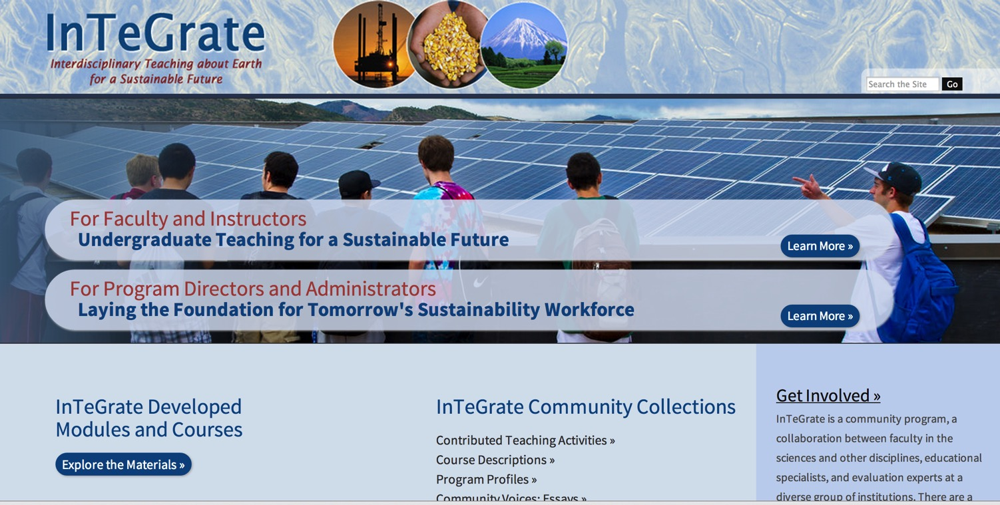 InTeGrate
Interdisciplinary Teaching about Earth
for a Sustainable Future
Search the Site
Go
For Faculty and Instructors
Undergraduate Teaching for a Sustainable Future
Learn More »
For Program Directors and Administrators
Laying the Foundation for Tomorrow's Sustainability Workforce
Learn More »
InTeGrate Developed
Modules and Courses
Explore the Materials »
InTeGrate Community Collections
Contributed Teaching Activities »
Course Descriptions »
Program Profiles »
Community Voices: Essays »
Get Involved »
InTeGrate is a community program, a
collaboration between faculty in the
sciences and other disciplines, educational
specialists, and evaluation experts at a
diverse group of institutions. There are a